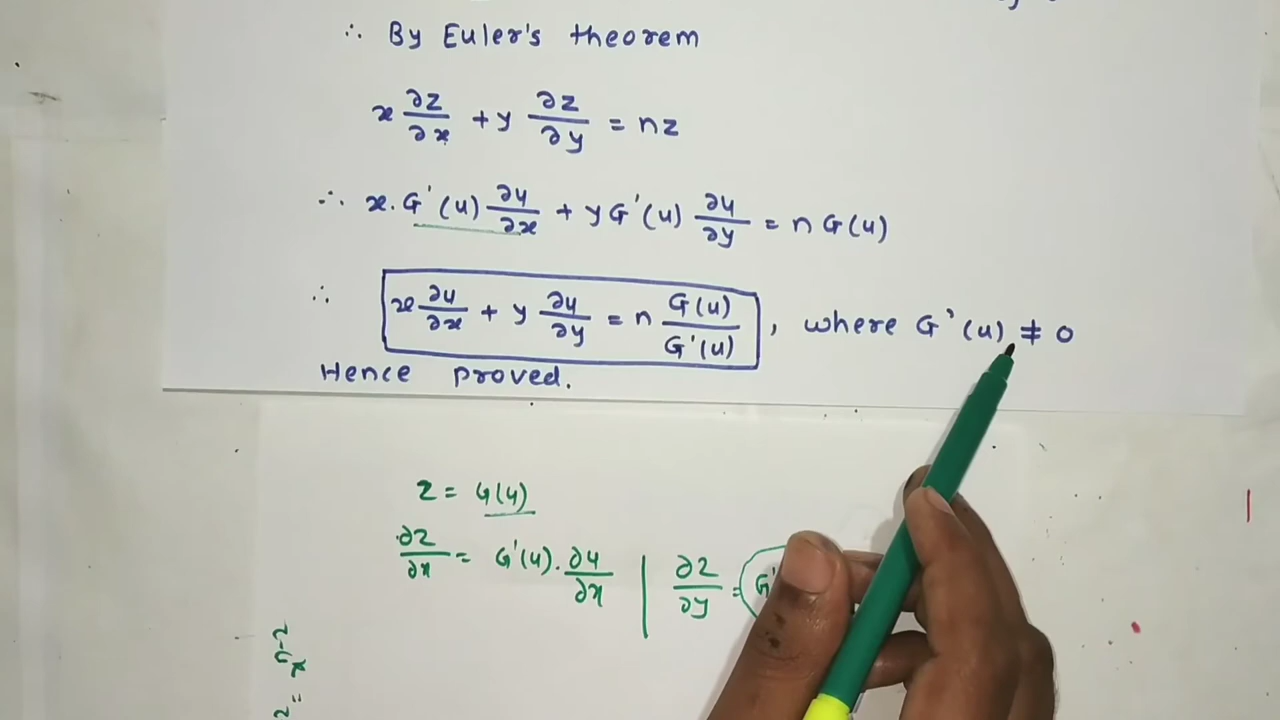 ∴ By Euler's theorem
x ∂z/∂x + y ∂z/∂y = nz
∴ x. G'(u) ∂u/∂x + y G'(u) ∂u/∂y = n G(u)
∴ x ∂u/∂x + y ∂u/∂y = n G(u)/G'(u) , where G'(u) ≠ 0
Hence proved.
z = G(u)
∂z/∂x = G'(u). ∂u/∂x | ∂z/∂y = G'